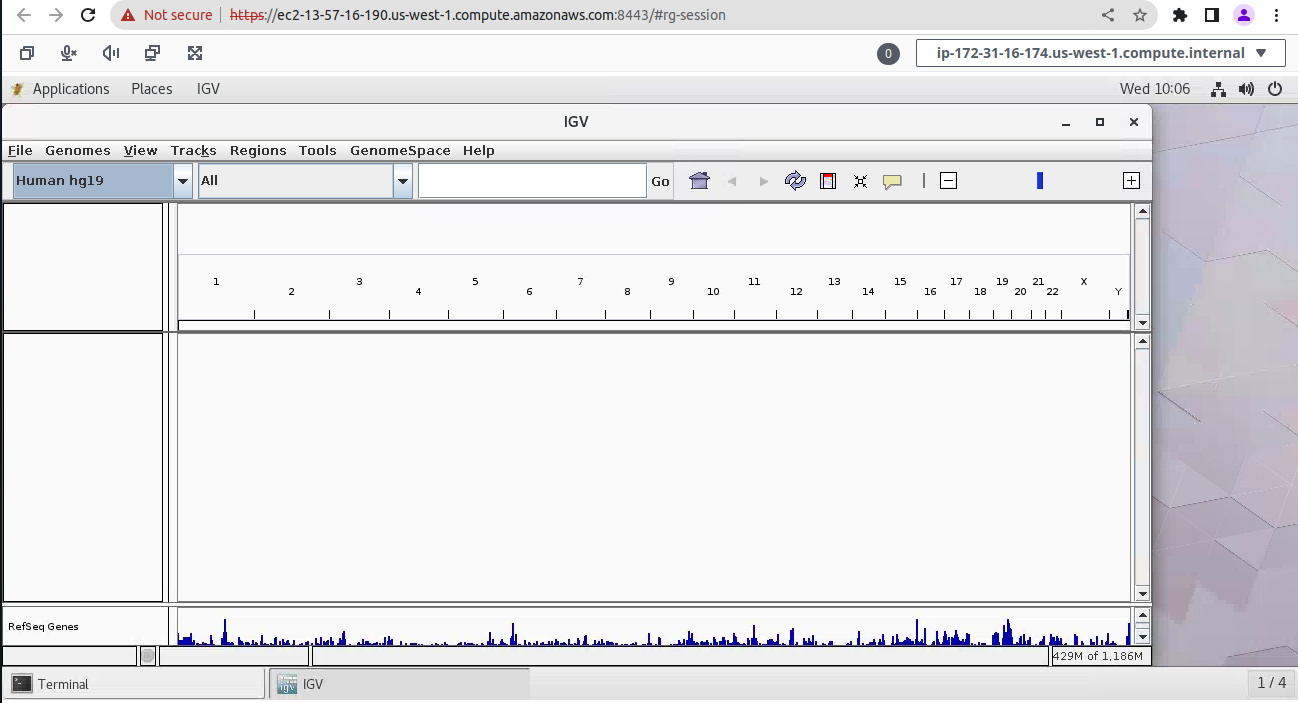 Not secure https://ec2-13-57-16-190.us-west-1.compute.amazonaws.com:8443/#rg-session
0 ip-172-31-16-174.us-west-1.compute.internal
Applications Places IGV Wed 10:06
IGV
File Genomes View Tracks Regions Tools GenomeSpace Help
Human hg19 All Go
1 3 5 7 9 11 13 15 17 19 21 X
2 4 6 8 10 12 14 16 18 20 22 Y
RefSeq Genes
429M of 1,186M
Terminal igv IGV 1 / 4